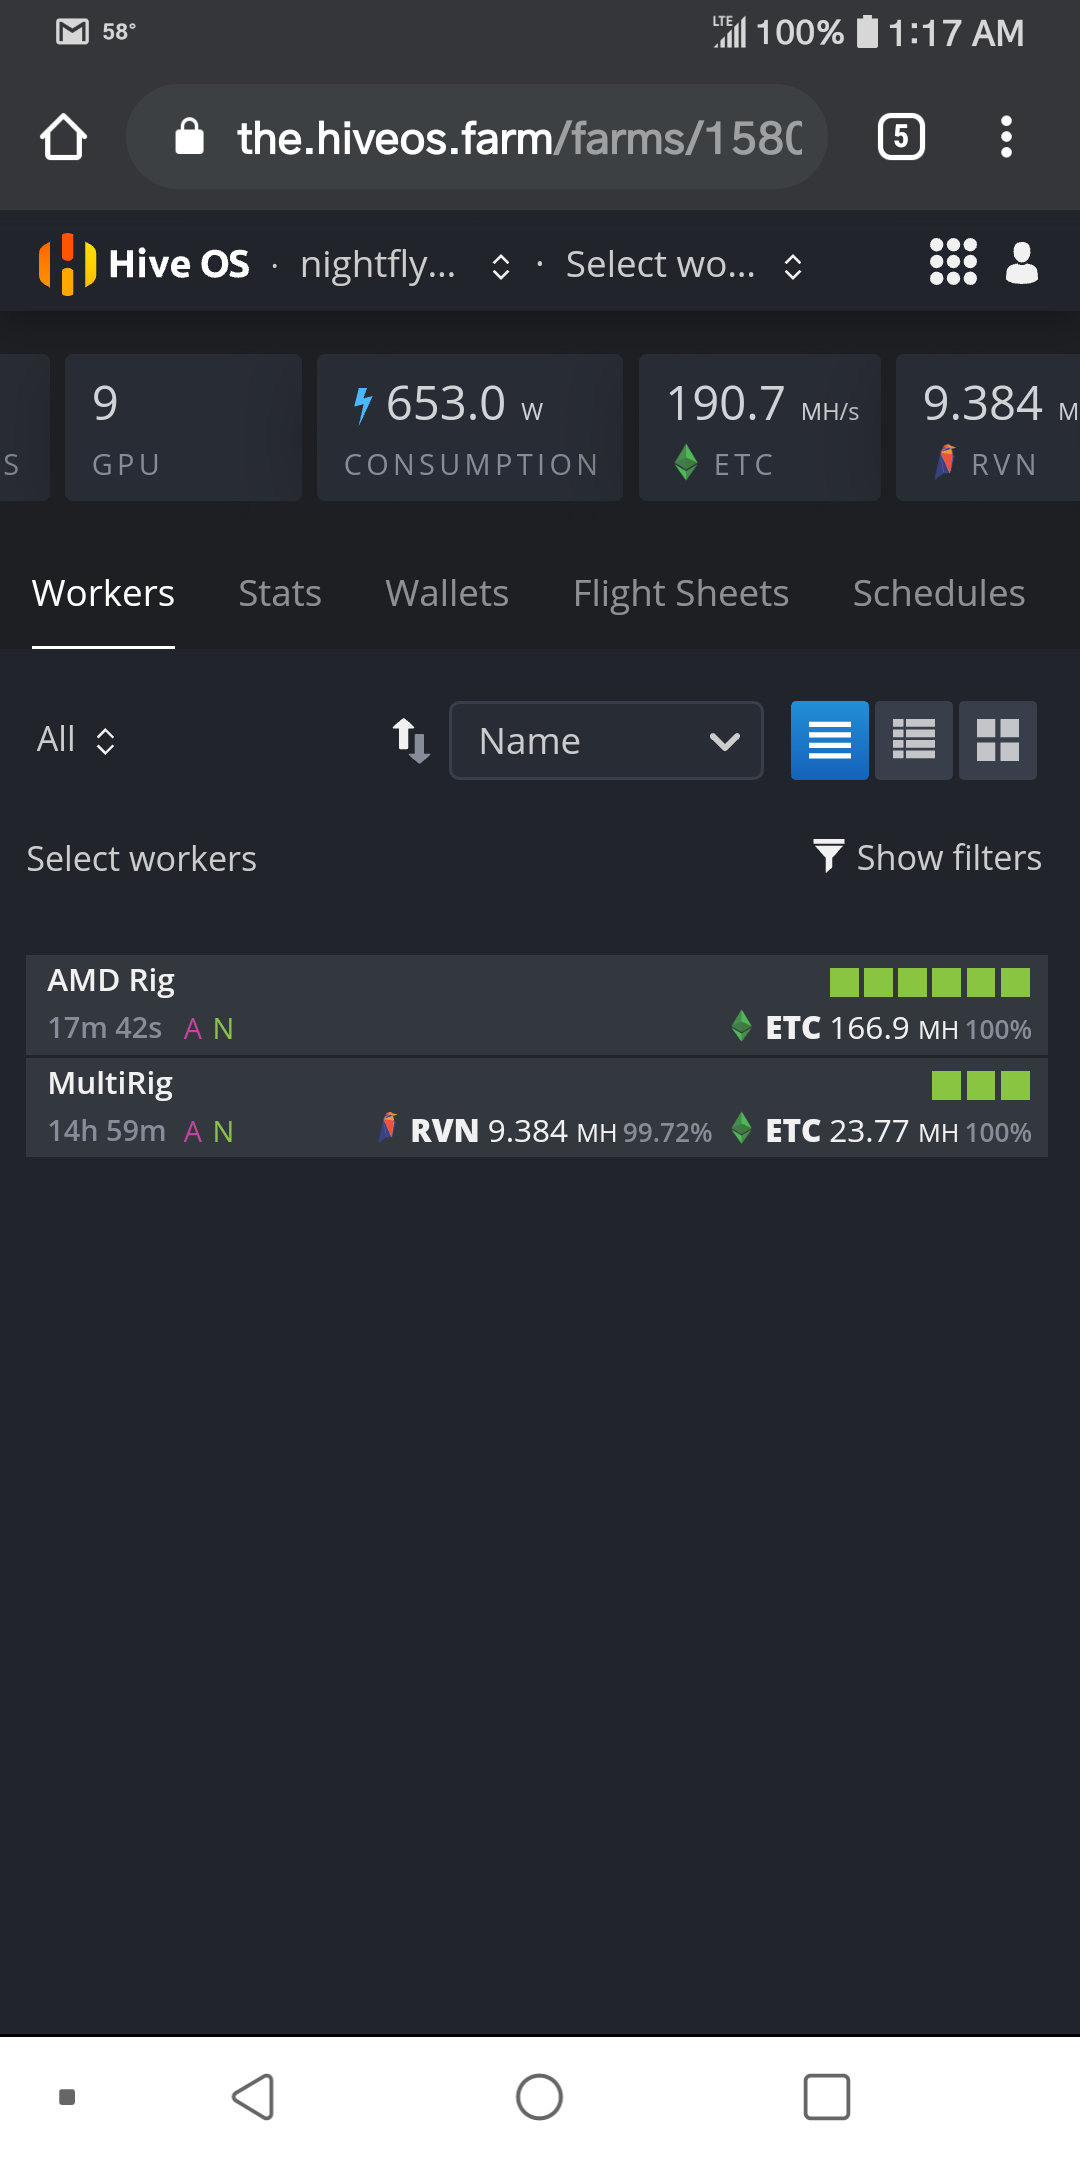 58° LTE 100% 1:17 AM
the.hiveos.farm/farms/1580 5
Hive OS · nightfly... · Select wo...
9 653.0 W 190.7 MH/s 9.384 M
S GPU CONSUMPTION ETC RVN
Workers Stats Wallets Flight Sheets Schedules
All Name
Select workers Show filters
AMD Rig
17m 42s A N ETC 166.9 MH 100%
MultiRig
14h 59m A N RVN 9.384 MH 99.72% ETC 23.77 MH 100%